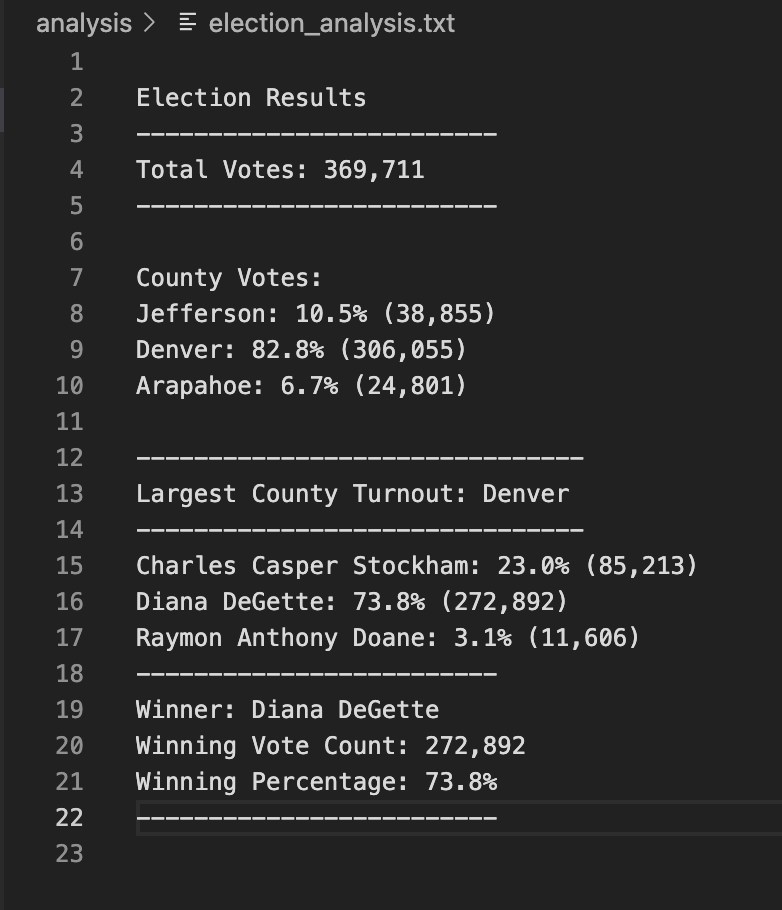 analysis > election_analysis.txt
1
2 Election Results
3 -------------------------
4 Total Votes: 369,711
5 -------------------------
6
7 County Votes:
8 Jefferson: 10.5% (38,855)
9 Denver: 82.8% (306,055)
10 Arapahoe: 6.7% (24,801)
11
12 -------------------------------
13 Largest County Turnout: Denver
14 -------------------------------
15 Charles Casper Stockham: 23.0% (85,213)
16 Diana DeGette: 73.8% (272,892)
17 Raymon Anthony Doane: 3.1% (11,606)
18 -------------------------
19 Winner: Diana DeGette
20 Winning Vote Count: 272,892
21 Winning Percentage: 73.8%
22 -------------------------
23